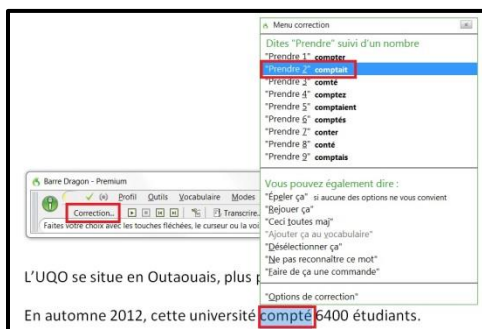 Menu correction
Dites "Prendre" suivi d'un nombre
"Prendre 1" compter
"Prendre 2" comptait
"Prendre 3" comté
"Prendre 4" comptez
"Prendre 5" comptaient
"Prendre 6" comptés
"Prendre 7" conter
"Prendre 8" conté
"Prendre 9" comptais
Vous pouvez également dire :
"Épeler ça" si aucune des options ne vous convient
"Rejouer ça"
"Ceci toutes maj"
"Ajouter ça au vocabulaire"
"Désélectionner ça"
"Ne pas reconnaître ce mot"
"Faire de ça une commande"
"Options de correction"
Barre Dragon - Premium
Profil Outils Vocabulaire Modes
Correction... Transcrire..
Faites votre choix avec les touches fléchées, le curseur ou la voi
L'UQO se situe en Outaouais, plus
En automne 2012, cette université compté 6400 étudiants.